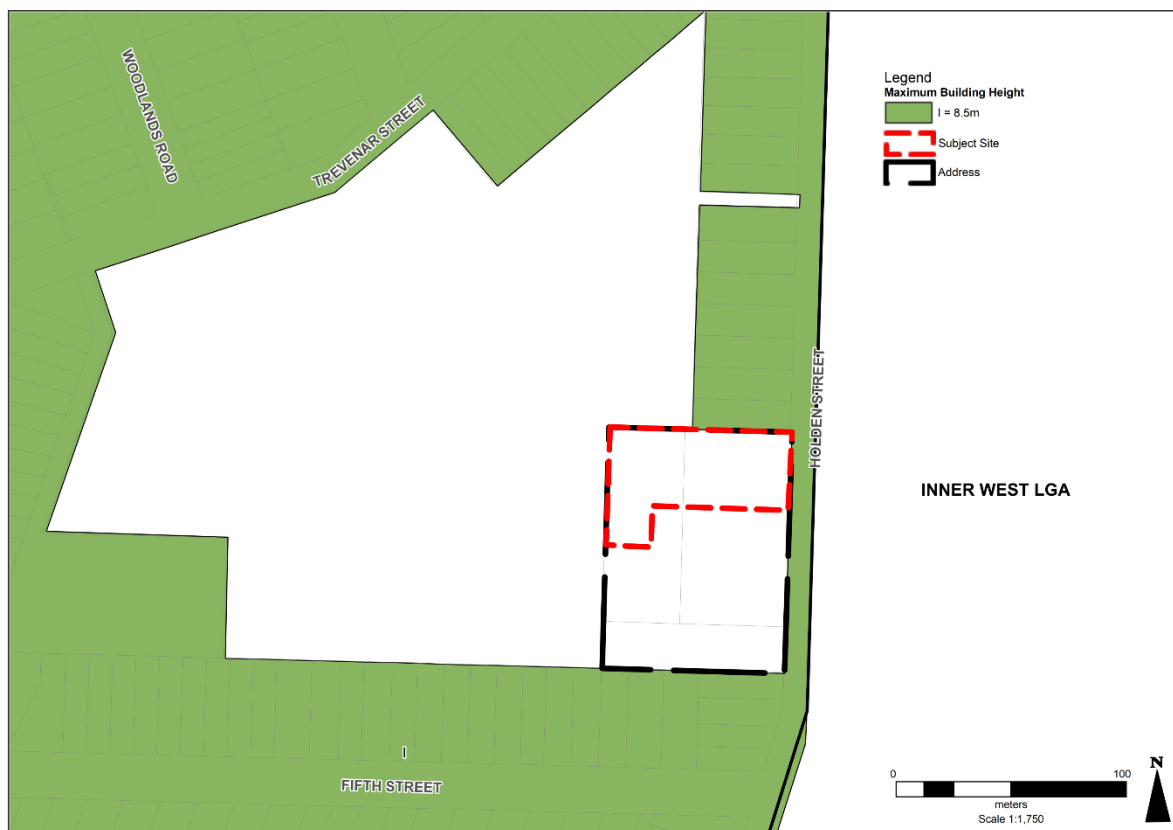 WOODLANDS ROAD
TREVENAR STREET
Legend
Maximum Building Height
I = 8.5m
Subject Site
Address
HOLDEN STREET
INNER WEST LGA
I
FIFTH STREET
0 100
meters
Scale 1:1,750
N